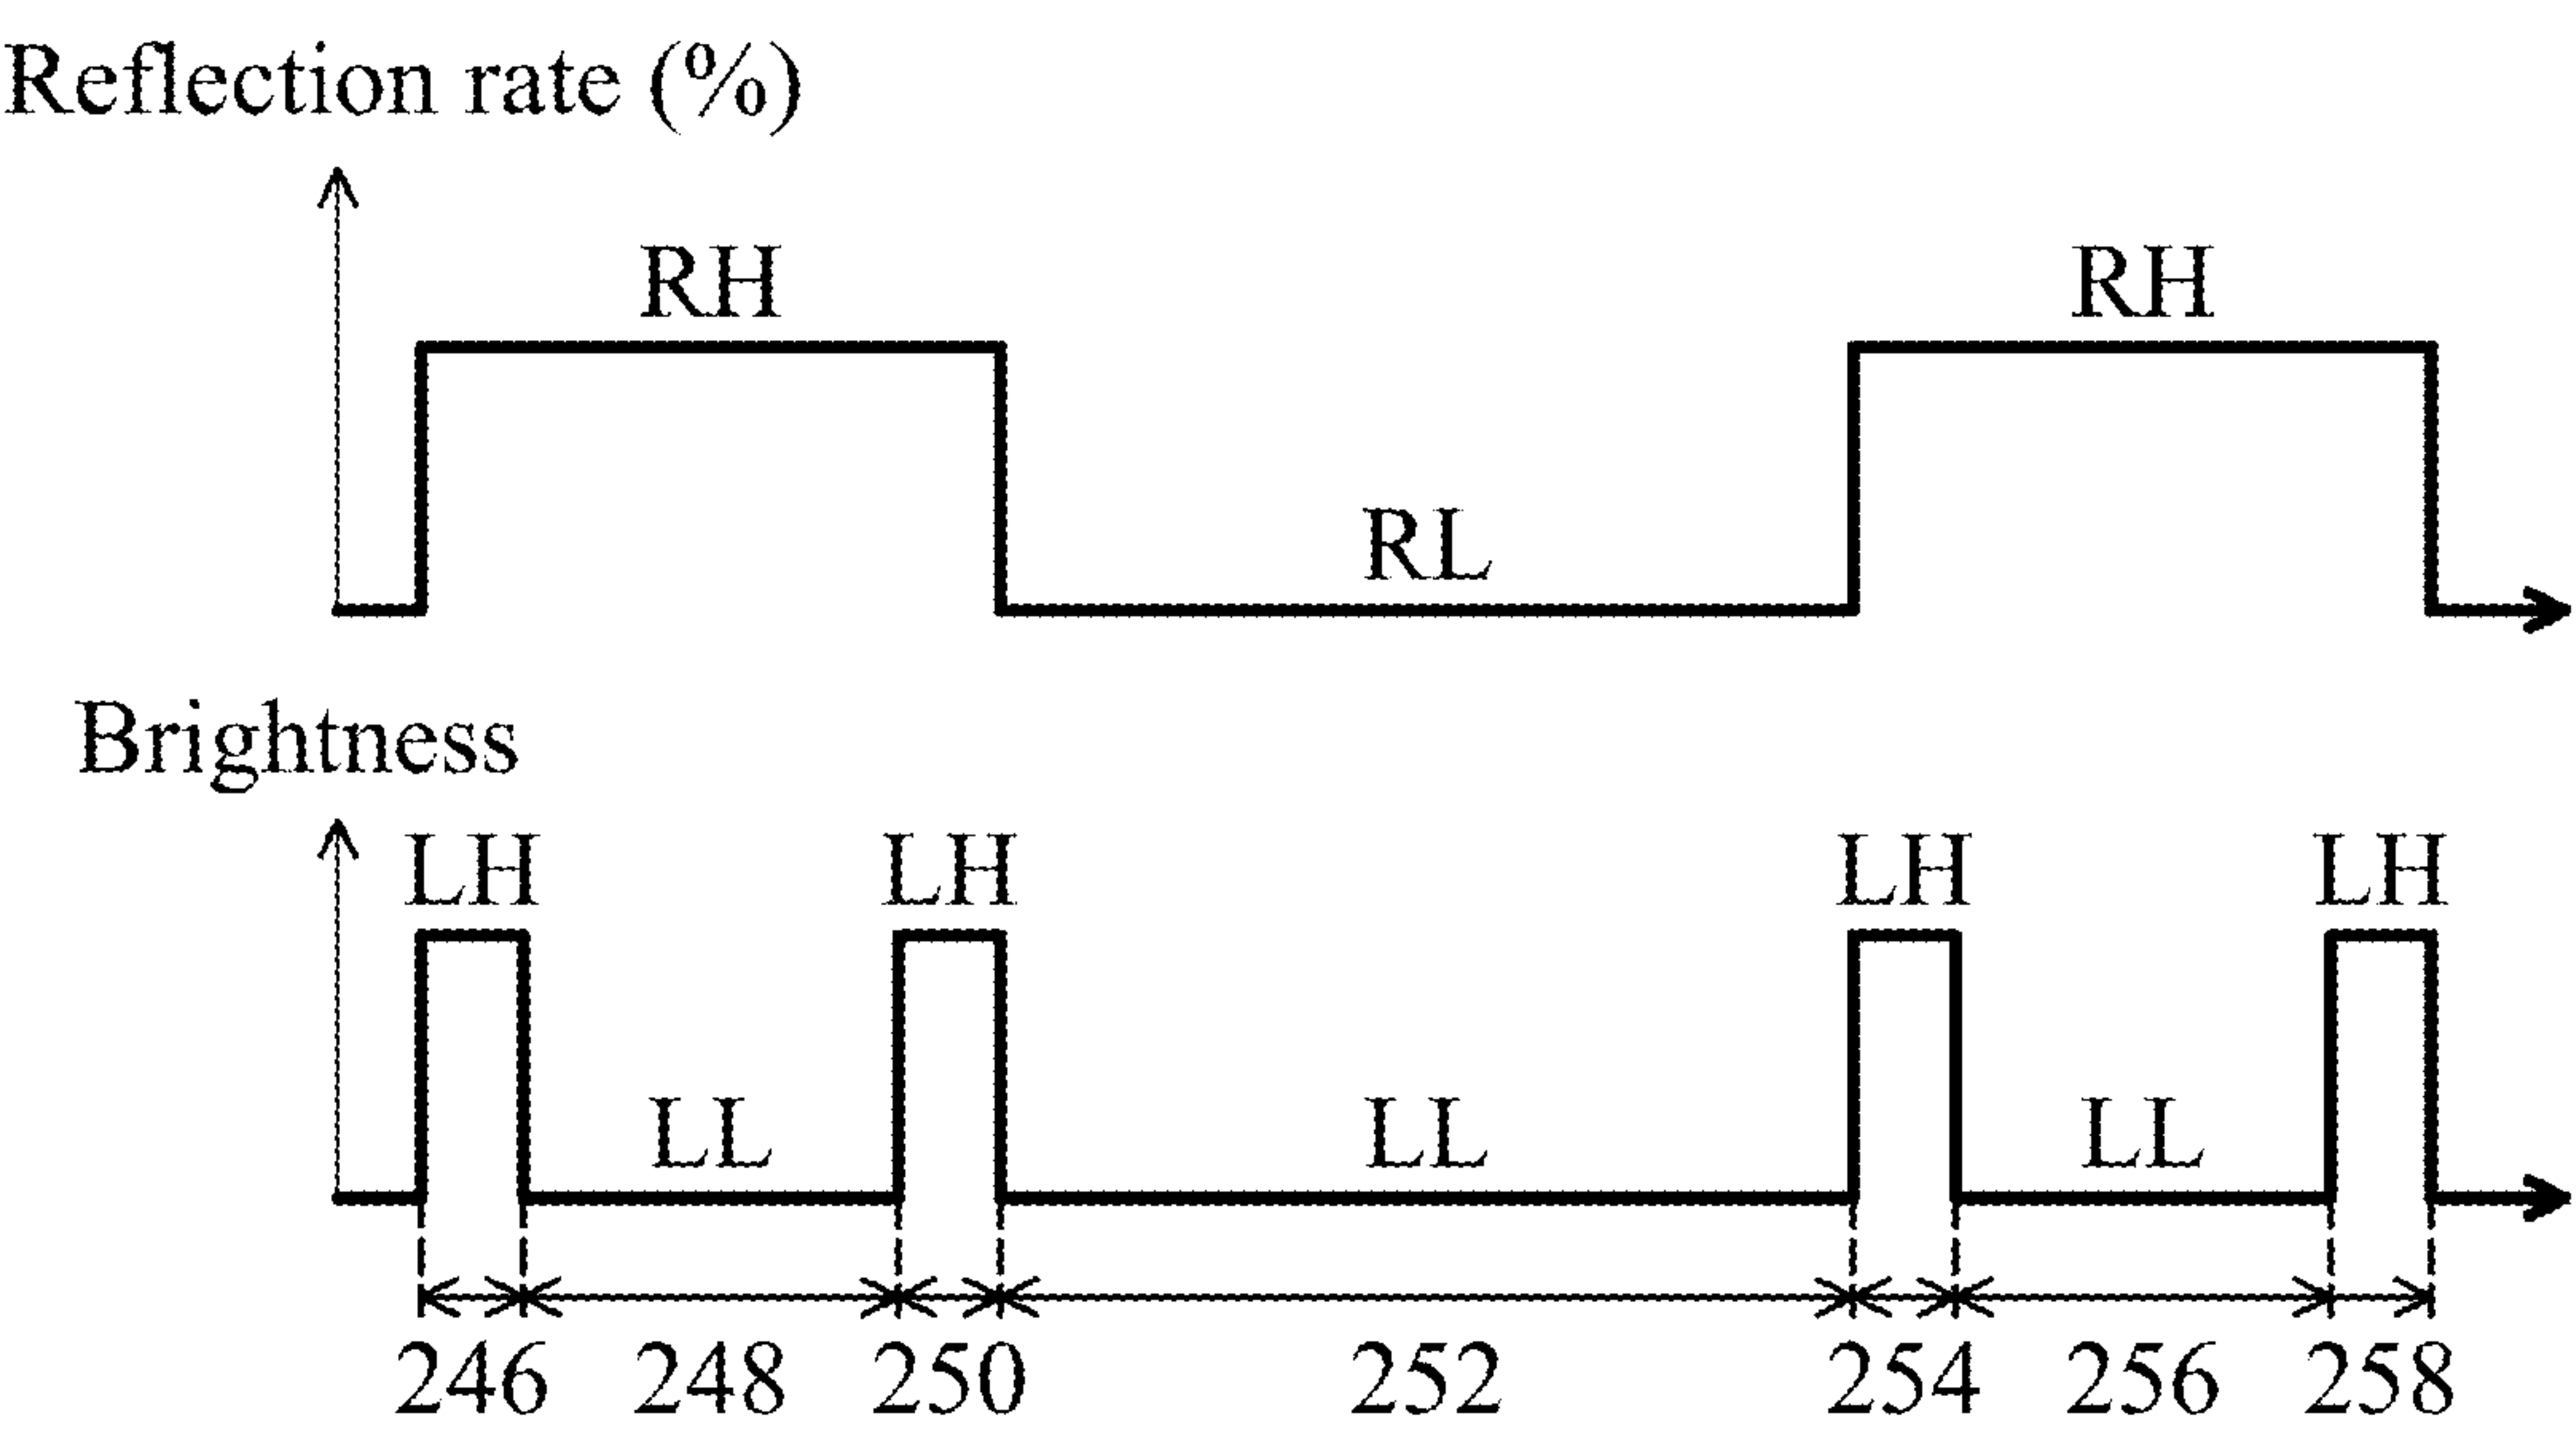 Reflection rate (%)
RH RH
RL
Brightness
LH LH LH LH
LL LL LL
246 248 250 252 254 256 258